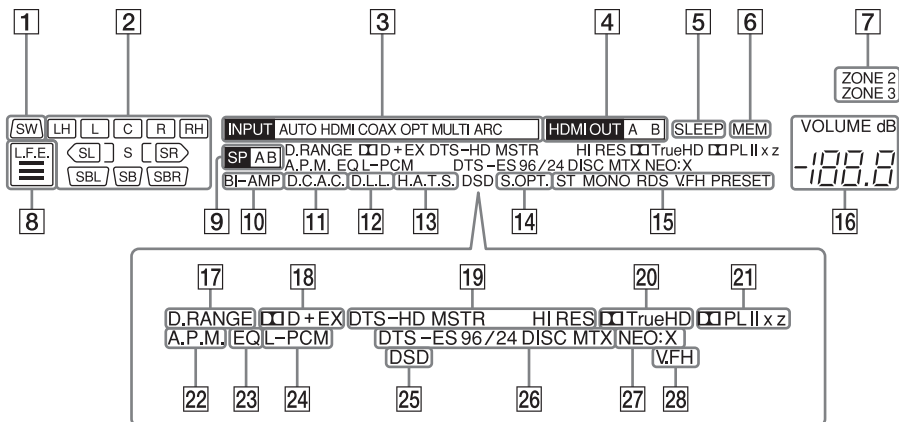 1 2 3 4 5 6 7
ZONE 2
ZONE 3
SW LH L C R RH INPUT AUTO HDMI COAX OPT MULTI ARC HDMI OUT A B SLEEP MEM VOLUME dB
L.F.E. SL S SR SP A B D.RANGE D+EX DTS-HD MSTR HI RES TrueHD PLII x z
A.P.M. EQ L-PCM DTS-ES 96/24 DISC MTX NEO:X
SBL SB SBR BI-AMP D.C.A.C. D.L.L. H.A.T.S. DSD S.OPT. ST MONO RDS V.FH PRESET -188.8
8 9 10 11 12 13 14 15 16
17 18 19 20 21
D.RANGE D+EX DTS-HD MSTR HI RES TrueHD PLII x z
A.P.M. EQ L-PCM DTS-ES 96/24 DISC MTX NEO:X
DSD V.FH
22 23 24 25 26 27 28